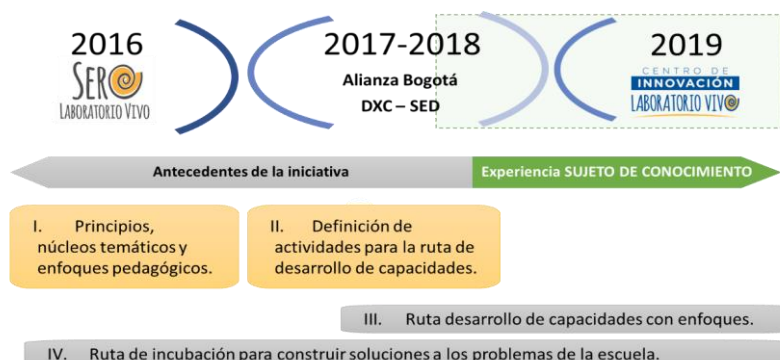 2016
SER
LABORATORIO VIVO
2017-2018
Alianza Bogotá
DXC – SED
2019
CENTRO DE
INNOVACIÓN
LABORATORIO VIVO
Antecedentes de la iniciativa
Experiencia SUJETO DE CONOCIMIENTO
I. Principios,
núcleos temáticos y
enfoques pedagógicos.
II. Definición de
actividades para la ruta de
desarrollo de capacidades.
III. Ruta desarrollo de capacidades con enfoques.
IV. Ruta de incubación para construir soluciones a los problemas de la escuela.